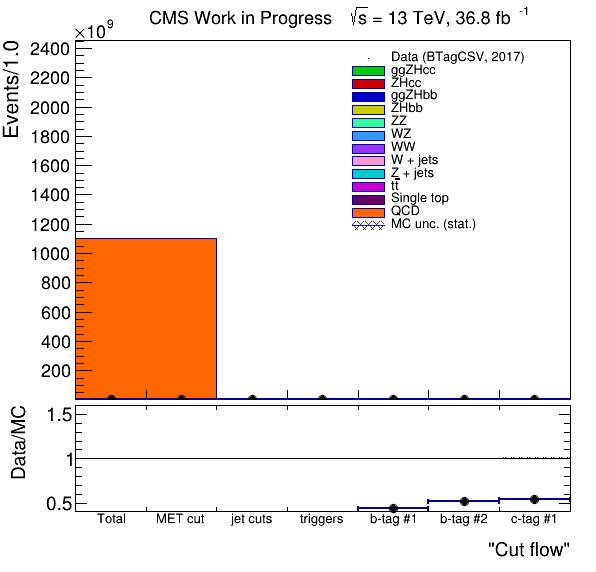 CMS Work in Progress √s = 13 TeV, 36.8 fb⁻¹
×10⁹
Events/1.0
2400
2200
2000
1800
1600
1400
1200
1000
800
600
400
200
Data (BTagCSV, 2017)
ggZHcc
ZHcc
ggZHbb
ZHbb
ZZ
WZ
WW
W + jets
Z + jets
tt̄
Single top
QCD
MC unc. (stat.)
Data/MC
1.5
1
0.5
Total MET cut jet cuts triggers b-tag #1 b-tag #2 c-tag #1
"Cut flow"